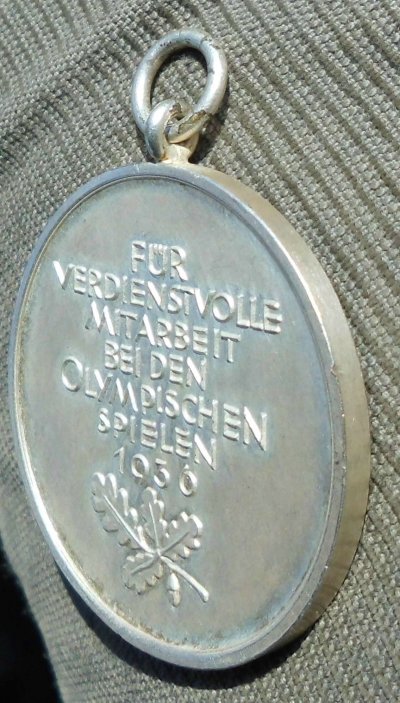 FÜR
VERDIENSTVOLLE
MITARBEIT
BEI DEN
OLYMPISCHEN
SPIELEN
1936